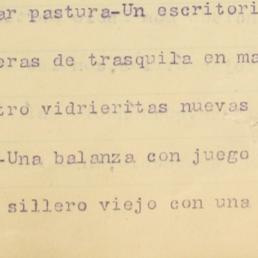 ar pastura-Un escritori
eras de trasquila en ma
tro vidrieritas nuevas
-Una balanza con juego
sillero viejo con una